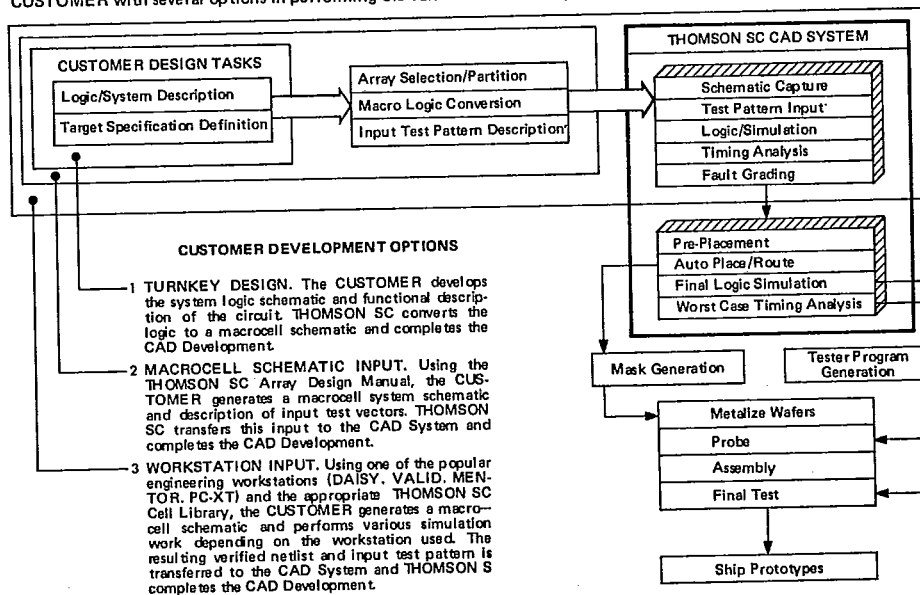 CUSTOMER DESIGN TASKS
Logic/System Description
Target Specification Definition
Array Selection/Partition
Macro Logic Conversion
Input Test Pattern Description
THOMSON SC CAD SYSTEM
Schematic Capture
Test Pattern Input
Logic/Simulation
Timing Analysis
Fault Grading
Pre-Placement
Auto Place/Route
Final Logic Simulation
Worst Case Timing Analysis
Mask Generation
Tester Program
Generation
Metalize Wafers
Probe
Assembly
Final Test
Ship Prototypes
CUSTOMER DEVELOPMENT OPTIONS
1 TURNKEY DESIGN. The CUSTOMER develops
the system logic schematic and functional descrip-
tion of the circuit. THOMSON SC converts the
logic to a macrocell schematic and completes the
CAD Development.
2 MACROCELL SCHEMATIC INPUT. Using the
THOMSON SC Array Design Manual, the CUS-
TOMER generates a macrocell system schematic
and description of input test vectors. THOMSON
SC transfers this input to the CAD System and
completes the CAD Development.
3 WORKSTATION INPUT. Using one of the popular
engineering workstations (DAISY, VALID, MEN-
TOR, PC-XT) and the appropriate THOMSON SC
Cell Library, the CUSTOMER generates a macro-
cell schematic and performs various simulation
work depending on the workstation used. The
resulting verified netlist and input test pattern is
transferred to the CAD System and THOMSON S
completes the CAD Development.